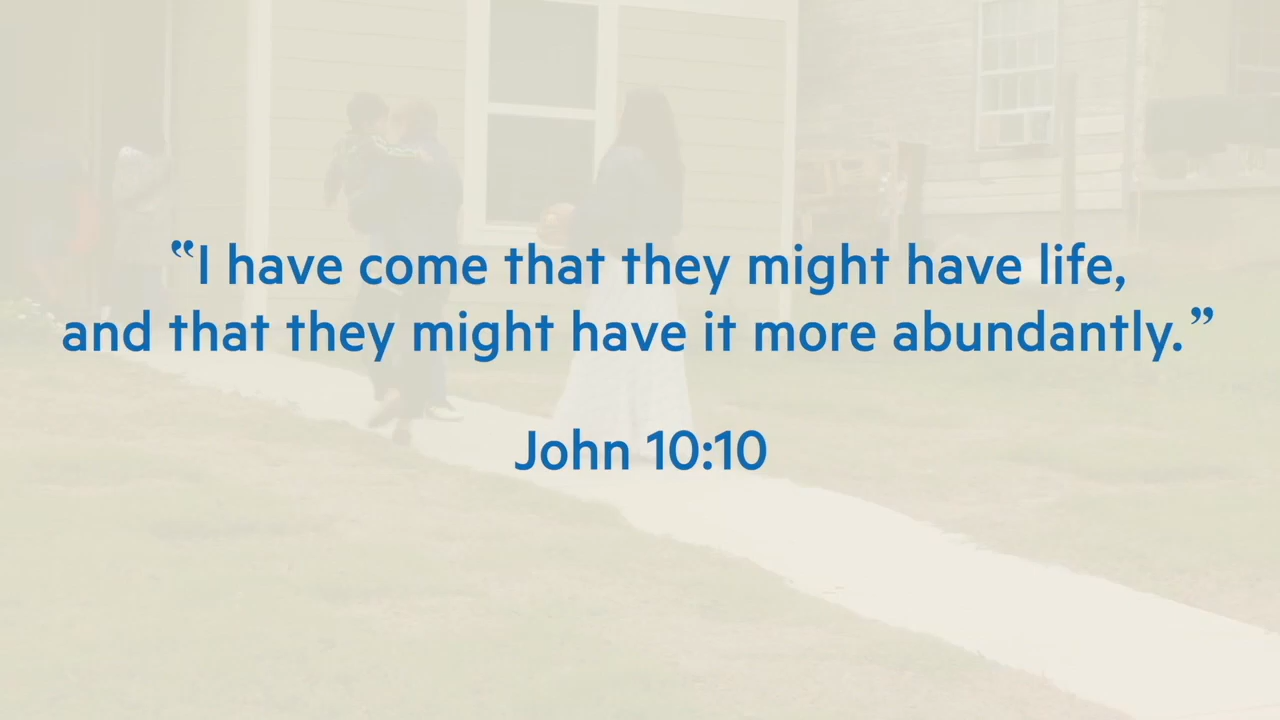 “I have come that they might have life,
and that they might have it more abundantly.”
John 10:10